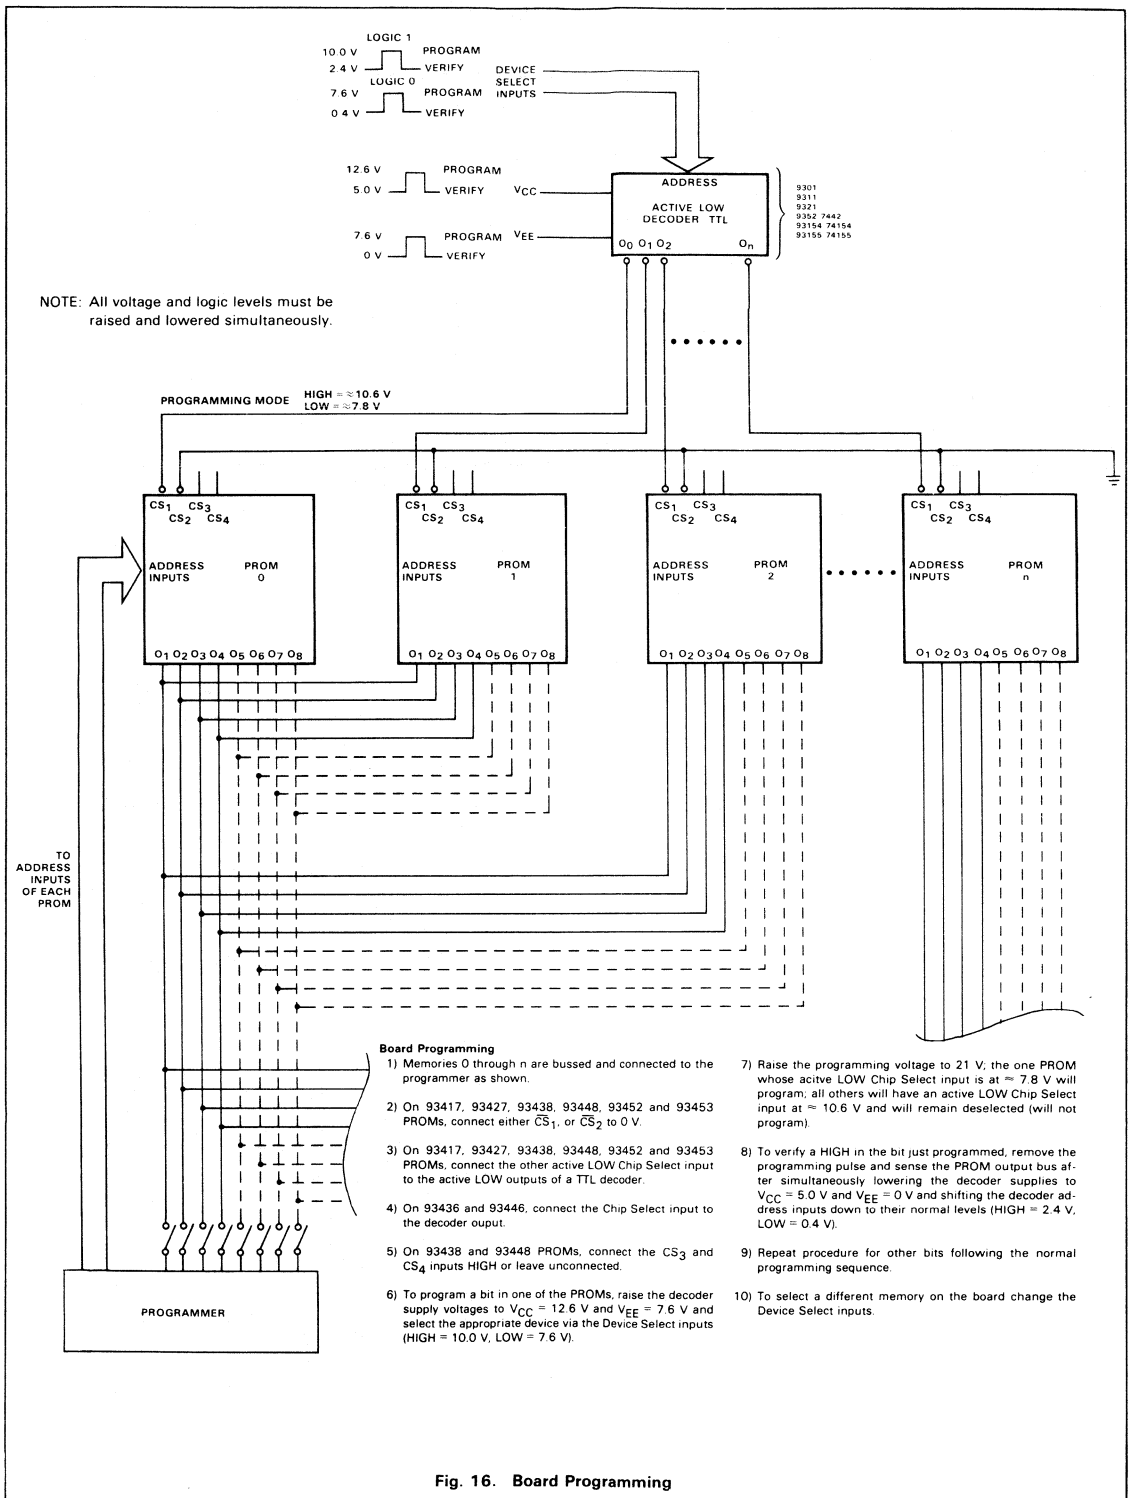 LOGIC 1
10.0 V PROGRAM
2.4 V VERIFY
LOGIC 0
7.6 V PROGRAM
0 4 V VERIFY
DEVICE
SELECT
INPUTS
12.6 V PROGRAM
5.0 V VERIFY VCC
7.6 V PROGRAM VEE
0 V VERIFY
ADDRESS
ACTIVE LOW
DECODER TTL
O0 O1 O2 On
9301
9311
9321
9352 7442
93154 74154
93155 74155
NOTE: All voltage and logic levels must be
raised and lowered simultaneously.
PROGRAMMING MODE HIGH = ≈10.6 V
LOW = ≈7.8 V
CS1 CS3
CS2 CS4
ADDRESS PROM
INPUTS 0
O1 O2 O3 O4 O5 O6 O7 O8
CS1 CS3
CS2 CS4
ADDRESS PROM
INPUTS 1
O1 O2 O3 O4 O5 O6 O7 O8
CS1 CS3
CS2 CS4
ADDRESS PROM
INPUTS 2
O1 O2 O3 O4 O5 O6 O7 O8
CS1 CS3
CS2 CS4
ADDRESS PROM
INPUTS n
O1 O2 O3 O4 O5 O6 O7 O8
TO
ADDRESS
INPUTS
OF EACH
PROM
PROGRAMMER
Board Programming
1) Memories 0 through n are bussed and connected to the
programmer as shown.
2) On 93417, 93427, 93438, 93448, 93452 and 93453
PROMs, connect either C̅S̅1, or C̅S̅2 to 0 V.
3) On 93417, 93427, 93438, 93448, 93452 and 93453
PROMs, connect the other active LOW Chip Select input
to the active LOW outputs of a TTL decoder.
4) On 93436 and 93446, connect the Chip Select input to
the decoder ouput.
5) On 93438 and 93448 PROMs, connect the CS3 and
CS4 inputs HIGH or leave unconnected.
6) To program a bit in one of the PROMs, raise the decoder
supply voltages to VCC = 12.6 V and VEE = 7.6 V and
select the appropriate device via the Device Select inputs
(HIGH = 10.0 V, LOW = 7.6 V).
7) Raise the programming voltage to 21 V; the one PROM
whose acitve LOW Chip Select input is at ≈ 7.8 V will
program; all others will have an active LOW Chip Select
input at ≈ 10.6 V and will remain deselected (will not
program).
8) To verify a HIGH in the bit just programmed, remove the
programming pulse and sense the PROM output bus af-
ter simultaneously lowering the decoder supplies to
VCC = 5.0 V and VEE = 0 V and shifting the decoder ad-
dress inputs down to their normal levels (HIGH = 2.4 V,
LOW = 0.4 V).
9) Repeat procedure for other bits following the normal
programming sequence.
10) To select a different memory on the board change the
Device Select inputs.
Fig. 16. Board Programming